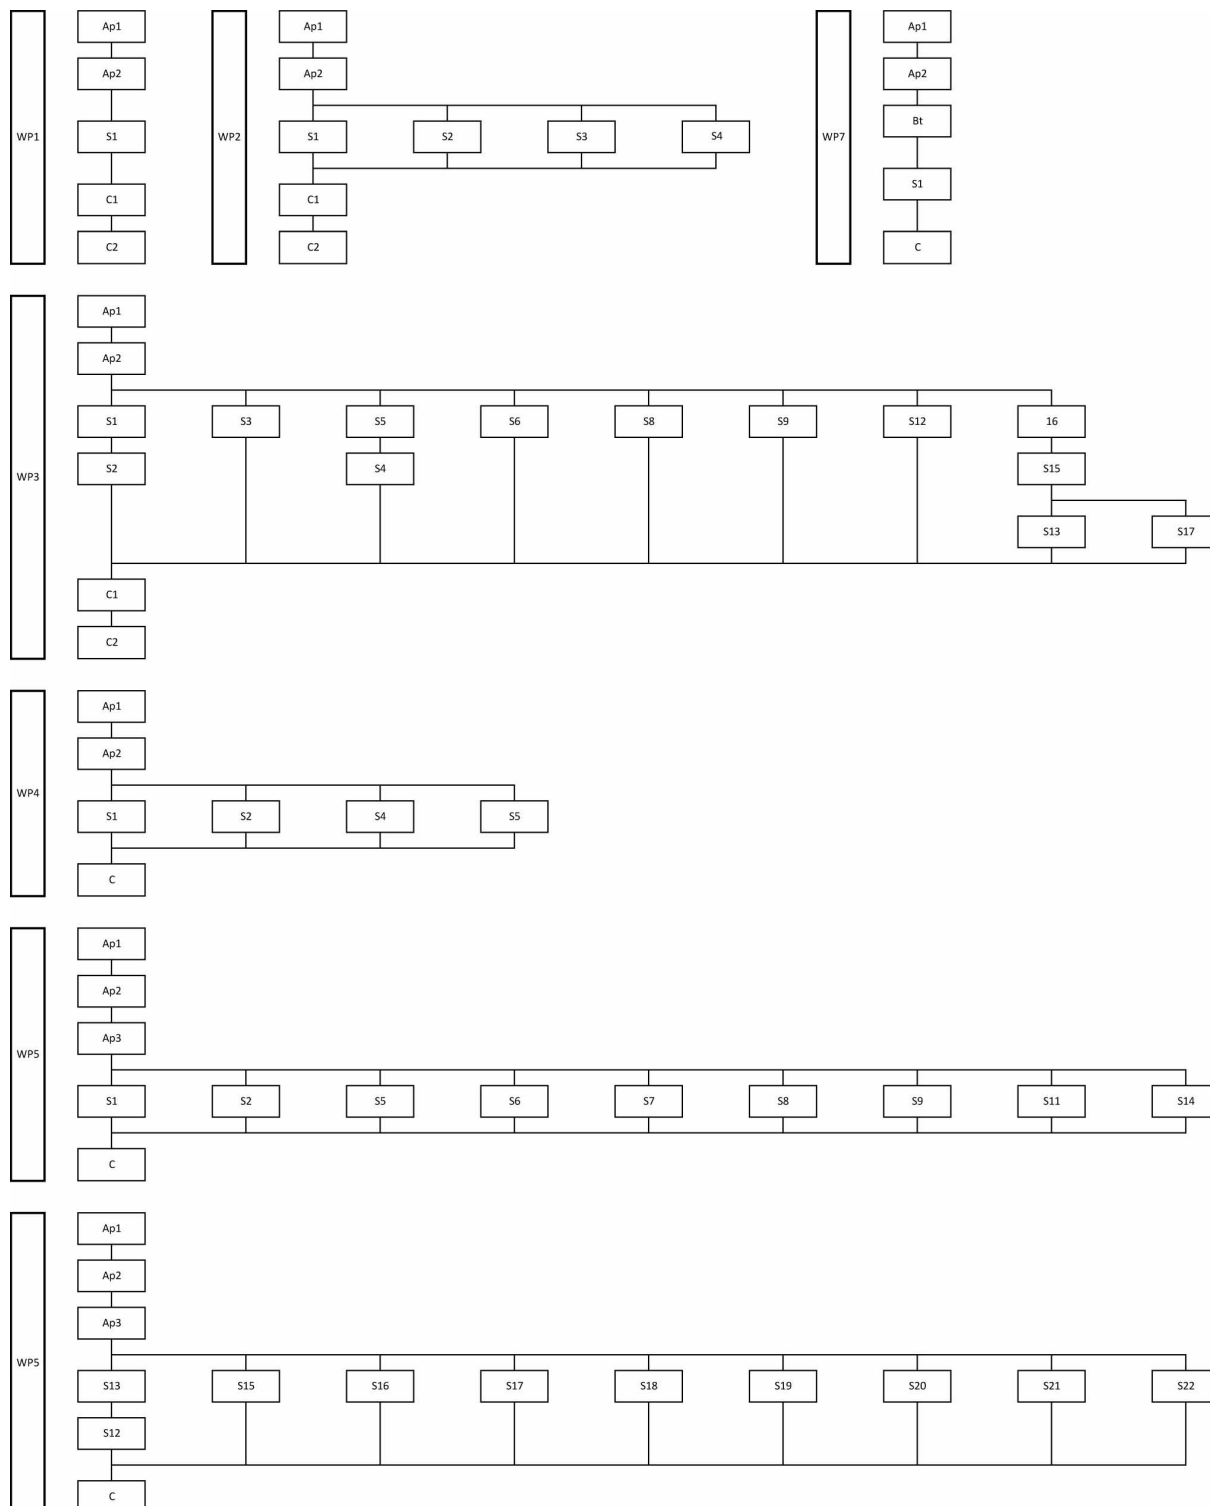 Ap1
Ap2
WP1
S1
C1
C2
Ap1
Ap2
WP2
S1 S2 S3 S4
C1
C2
Ap1
Ap2
Bt
WP7
S1
C
Ap1
Ap2
S1 S3 S5 S6 S8 S9 S12 16
S2 S4 S15
WP3
S13 S17
C1
C2
Ap1
Ap2
WP4
S1 S2 S4 S5
C
Ap1
Ap2
Ap3
WP5
S1 S2 S5 S6 S7 S8 S9 S11 S14
C
Ap1
Ap2
Ap3
WP5
S13 S15 S16 S17 S18 S19 S20 S21 S22
S12
C